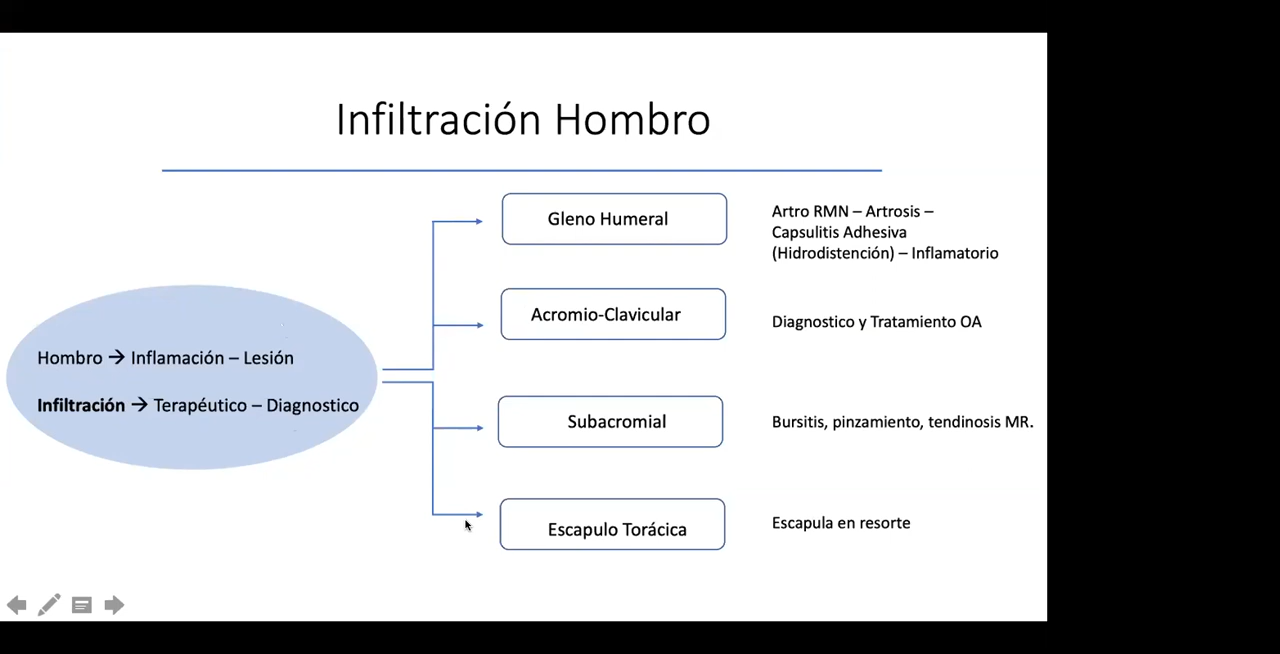 Infiltración Hombro
Hombro → Inflamación – Lesión
Infiltración → Terapéutico – Diagnostico
Gleno Humeral
Artro RMN – Artrosis –
Capsulitis Adhesiva
(Hidrodistención) – Inflamatorio
Acromio-Clavicular
Diagnostico y Tratamiento OA
Subacromial
Bursitis, pinzamiento, tendinosis MR.
Escapulo Torácica
Escapula en resorte